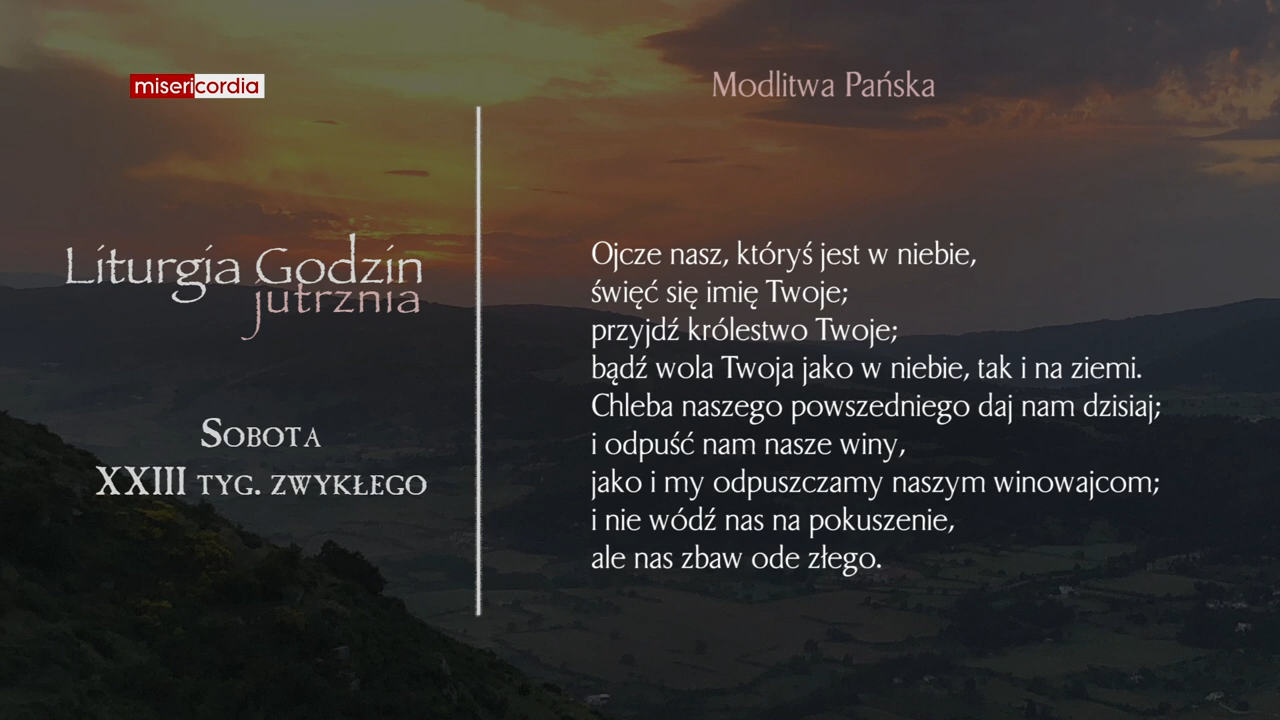 misericordia
Liturgia Godzin
jutrznia
Sobota
XXIII tyg. zwykłego
Modlitwa Pańska
Ojcze nasz, któryś jest w niebie,
święć się imię Twoje;
przyjdź królestwo Twoje;
bądź wola Twoja jako w niebie, tak i na ziemi.
Chleba naszego powszedniego daj nam dzisiaj;
i odpuść nam nasze winy,
jako i my odpuszczamy naszym winowajcom;
i nie wódź nas na pokuszenie,
ale nas zbaw ode złego.